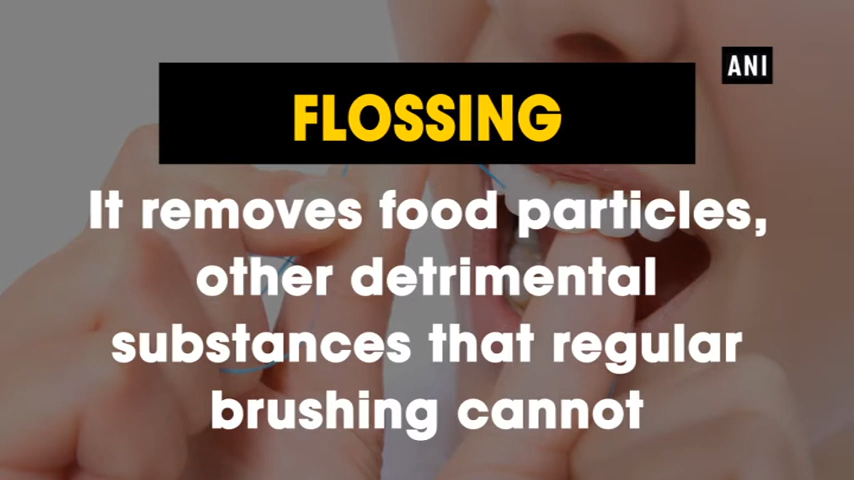 ANI
FLOSSING
It removes food particles,
other detrimental
substances that regular
brushing cannot